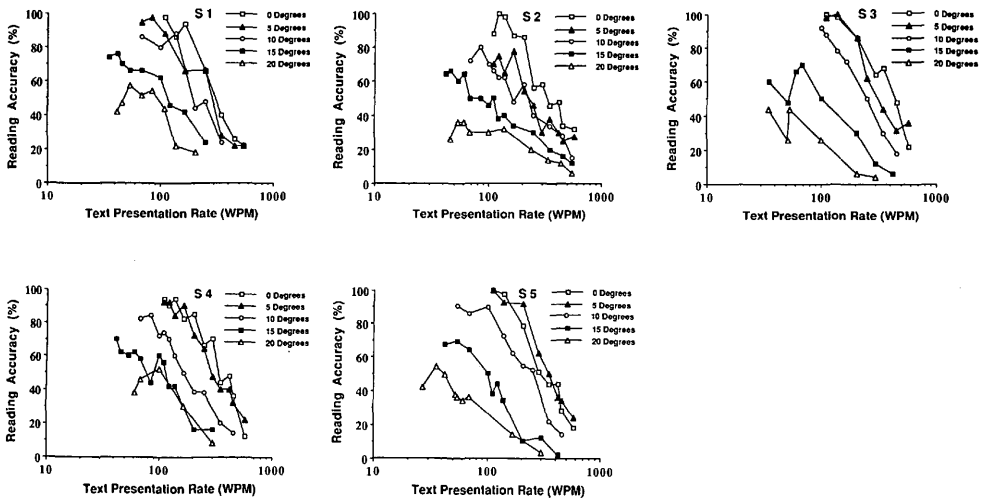 S 1
0 Degrees
5 Degrees
10 Degrees
15 Degrees
20 Degrees
Reading Accuracy (%)
100
80
60
40
20
0
10 100 1000
Text Presentation Rate (WPM)
S 2
0 Degrees
5 Degrees
10 Degrees
15 Degrees
20 Degrees
Reading Accuracy (%)
100
80
60
40
20
0
10 100 1000
Text Presentation Rate (WPM)
S 3
0 Degrees
5 Degrees
10 Degrees
15 Degrees
20 Degrees
Reading Accuracy (%)
100
80
60
40
20
0
10 100 1000
Text Presentation Rate (WPM)
S 4
0 Degrees
5 Degrees
10 Degrees
15 Degrees
20 Degrees
Reading Accuracy (%)
100
80
60
40
20
0
10 100 1000
Text Presentation Rate (WPM)
S 5
0 Degrees
5 Degrees
10 Degrees
15 Degrees
20 Degrees
Reading Accuracy (%)
100
80
60
40
20
0
10 100 1000
Text Presentation Rate (WPM)